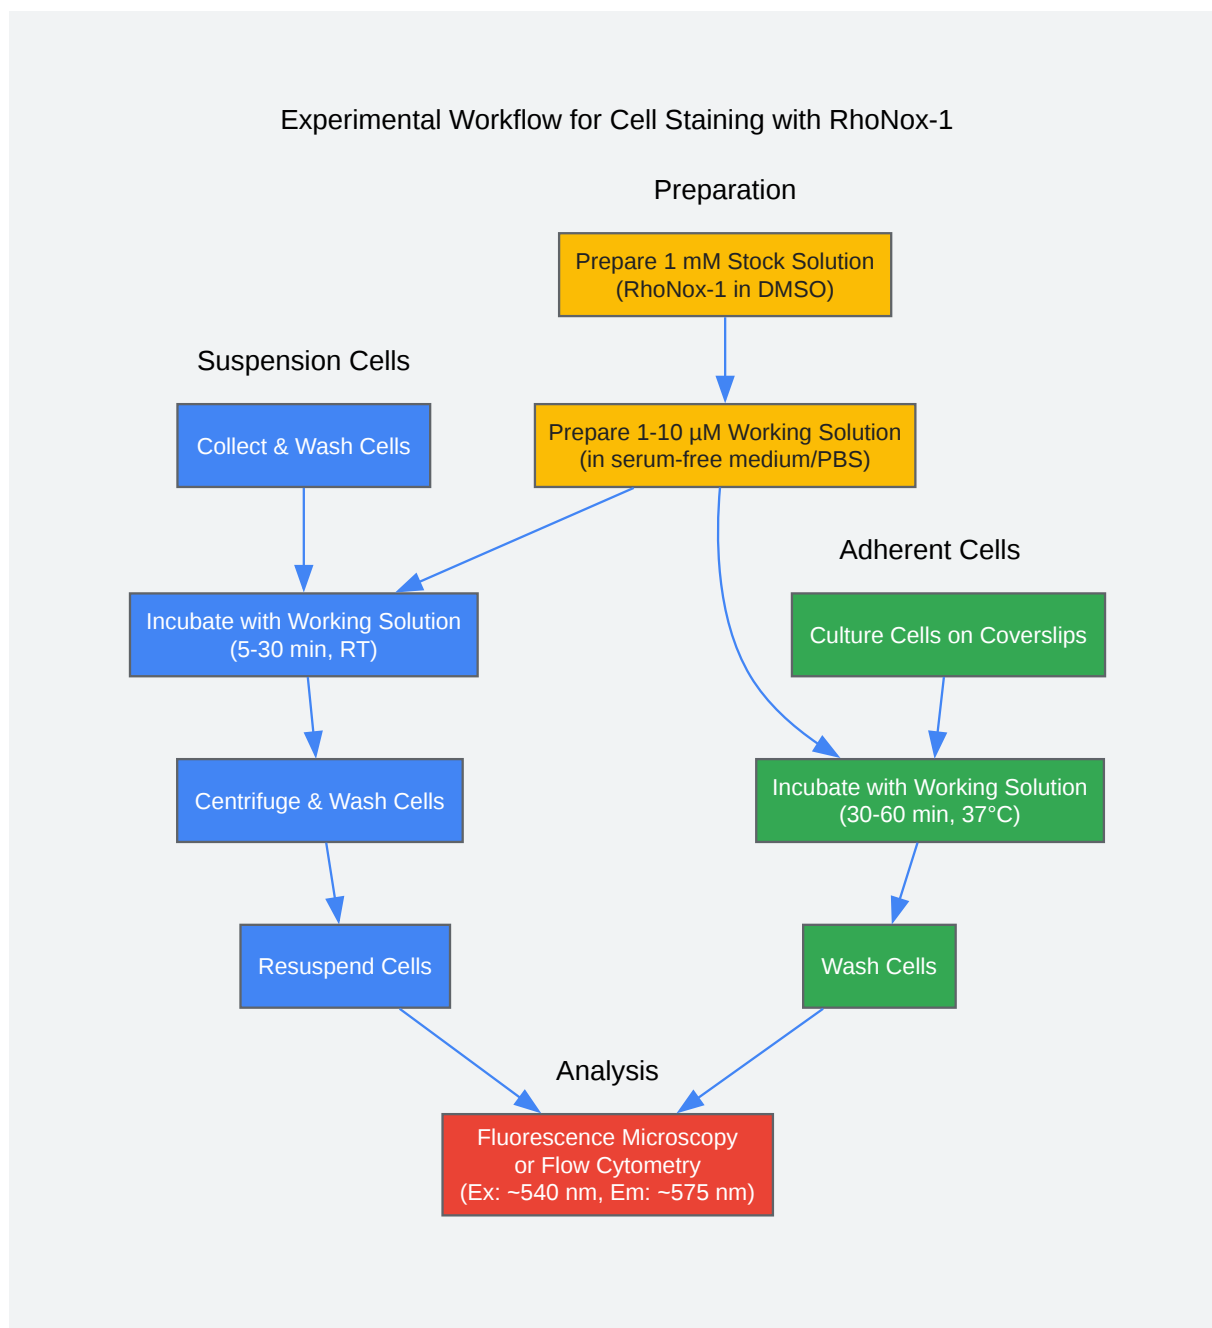 Experimental Workflow for Cell Staining with RhoNox-1
Preparation
Prepare 1 mM Stock Solution
(RhoNox-1 in DMSO)
Prepare 1-10 µM Working Solution
(in serum-free medium/PBS)
Suspension Cells
Collect & Wash Cells
Incubate with Working Solution
(5-30 min, RT)
Centrifuge & Wash Cells
Resuspend Cells
Adherent Cells
Culture Cells on Coverslips
Incubate with Working Solution
(30-60 min, 37°C)
Wash Cells
Analysis
Fluorescence Microscopy
or Flow Cytometry
(Ex: ~540 nm, Em: ~575 nm)